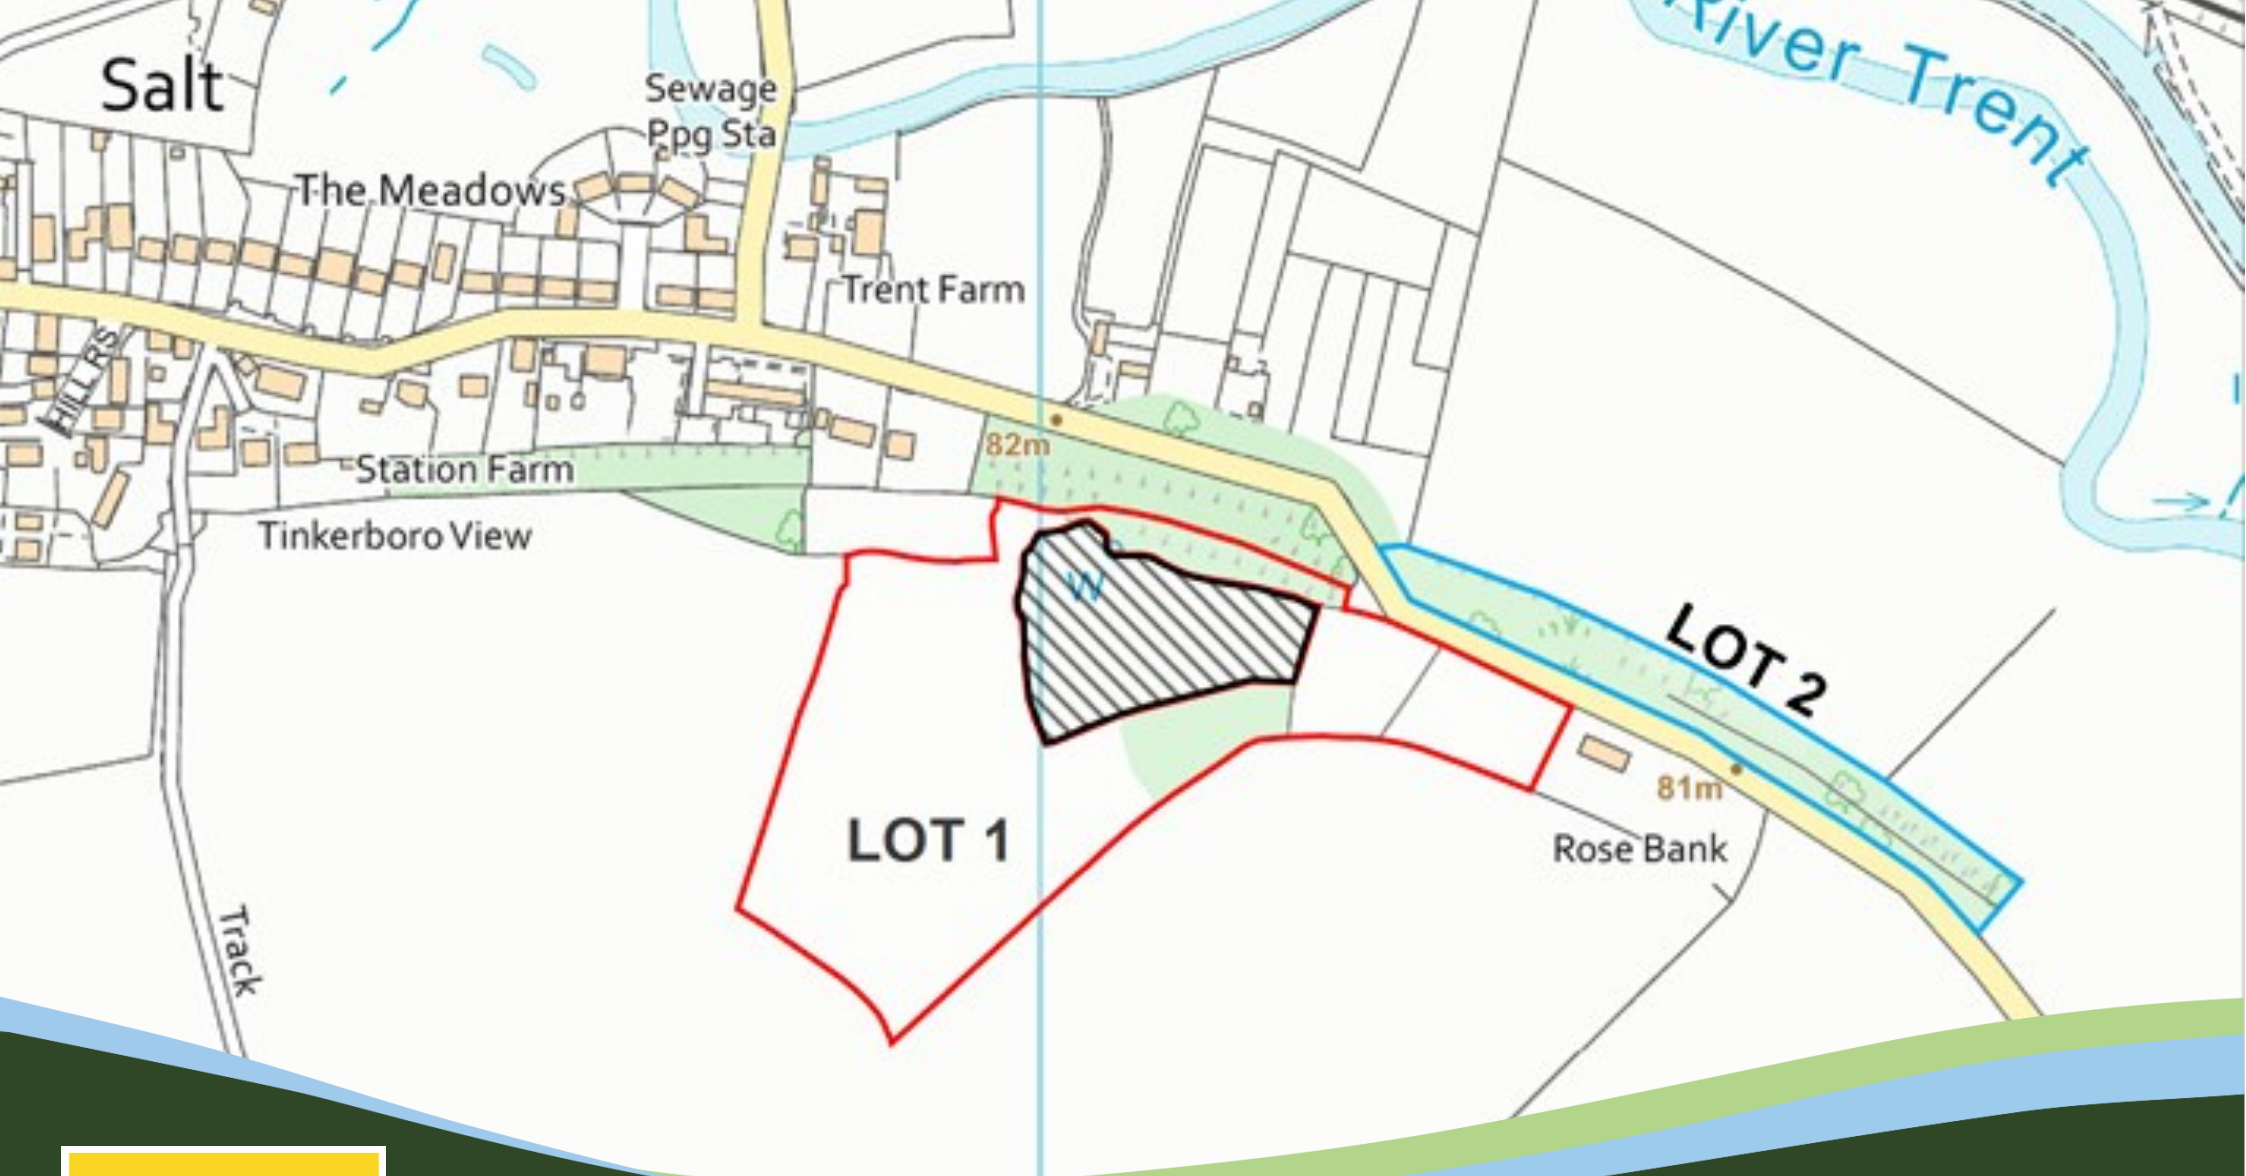 River Trent
Salt
Sewage
Ppg Sta
The Meadows
Trent Farm
82m
Station Farm
Tinkerboro View
W
LOT 2
81m
LOT 1
Rose Bank
Track